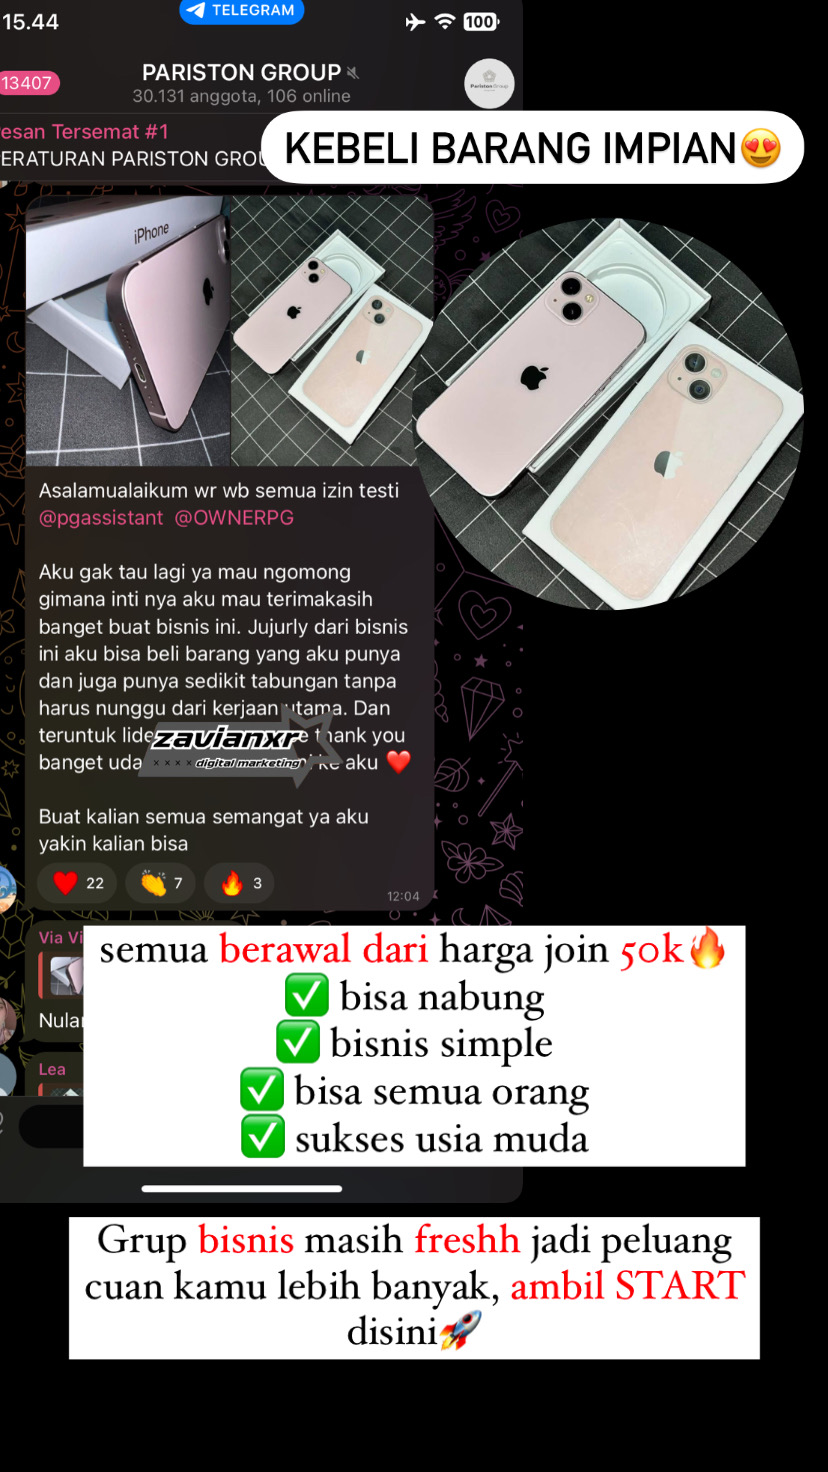 15.44
TELEGRAM
100
13407
PARISTON GROUP
30.131 anggota, 106 online
Pariston Group
esan Tersemat #1
ERATURAN PARISTON GROU
KEBELI BARANG IMPIAN😍
iPhone
Asalamualaikum wr wb semua izin testi
@pgassistant @OWNERPG
Aku gak tau lagi ya mau ngomong
gimana inti nya aku mau terimakasih
banget buat bisnis ini. Jujurly dari bisnis
ini aku bisa beli barang yang aku punya
dan juga punya sedikit tabungan tanpa
harus nunggu dari kerjaan utama. Dan
teruntuk lide e thank you
zavianxr
banget uda ke aku ❤️
xxxx digital marketing
Buat kalian semua semangat ya aku
yakin kalian bisa
❤️ 22 👏 7 🔥 3
12:04
Via Vi
Nular
Lea
semua berawal dari harga join 50k🔥
✅ bisa nabung
✅ bisnis simple
✅ bisa semua orang
✅ sukses usia muda
Grup bisnis masih freshh jadi peluang
cuan kamu lebih banyak, ambil START
disini🚀